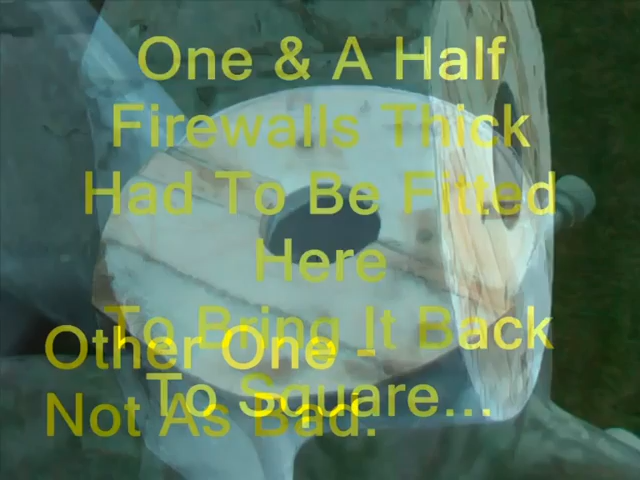 One & A Half
Firewalls Thick
Had To Be Fitted
Here
To Bring It Back
To Square...
Other One -
Not As Bad.